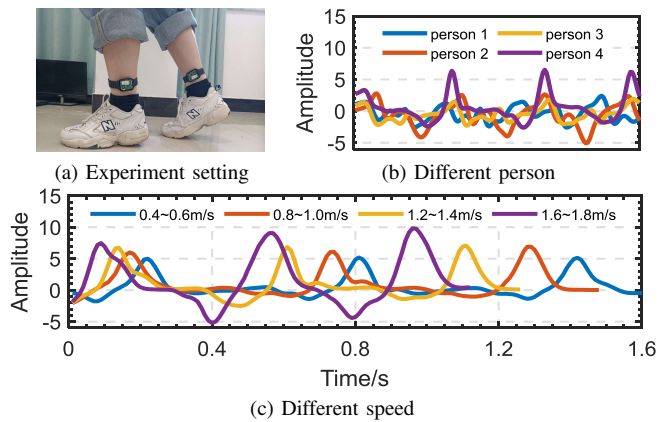 N
N
(a) Experiment setting
Amplitude
15
10
5
0
-5
person 1
person 2
person 3
person 4
(b) Different person
Amplitude
15
10
5
0
-5
0.4~0.6m/s
0.8~1.0m/s
1.2~1.4m/s
1.6~1.8m/s
0
0.4
0.8
1.2
1.6
Time/s
(c) Different speed